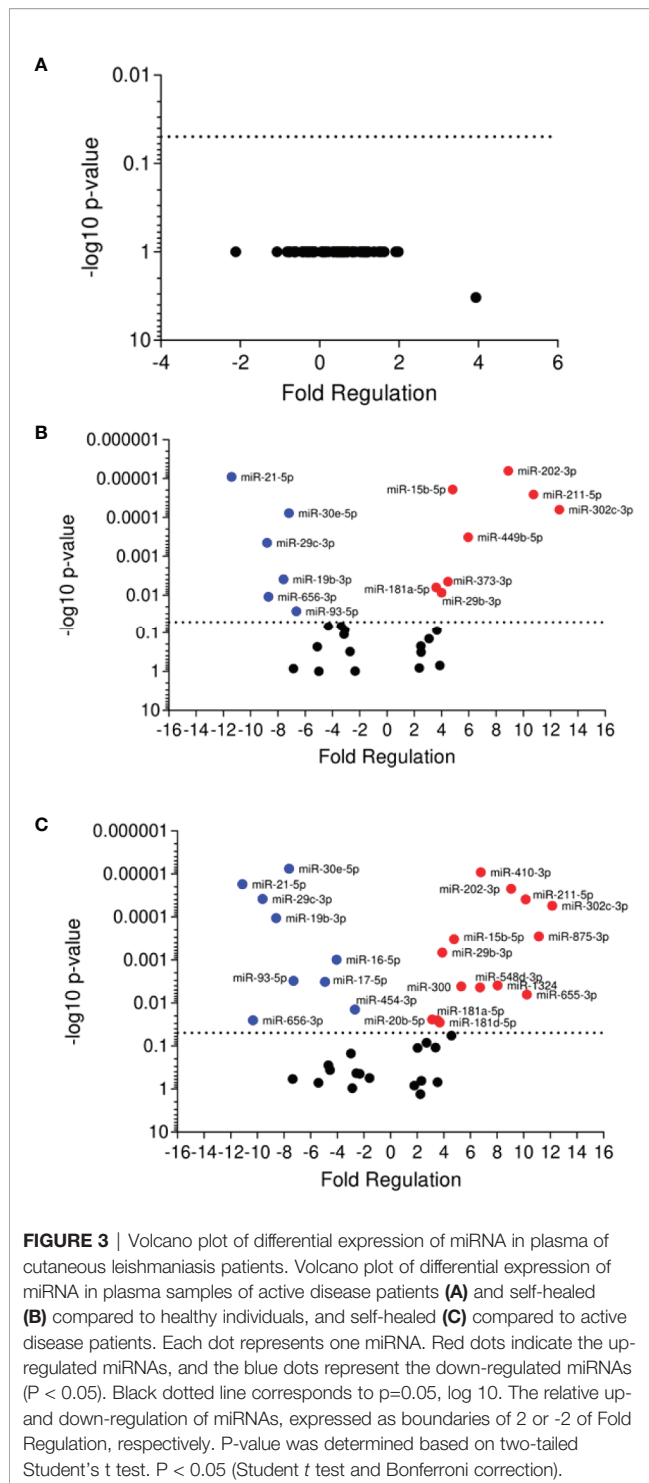 A
0.01
0.1
1
10
-log10 p-value
-4 -2 0 2 4 6
Fold Regulation
B
0.000001
0.00001
0.0001
0.001
0.01
0.1
1
10
-log10 p-value
miR-21-5p
miR-202-3p
miR-15b-5p
miR-211-5p
miR-30e-5p
miR-302c-3p
miR-29c-3p
miR-449b-5p
miR-19b-3p
miR-373-3p
miR-181a-5p
miR-656-3p
miR-29b-3p
miR-93-5p
-16 -14 -12 -10 -8 -6 -4 -2 0 2 4 6 8 10 12 14 16
Fold Regulation
C
0.000001
0.00001
0.0001
0.001
0.01
0.1
1
10
-log10 p-value
miR-30e-5p
miR-410-3p
miR-21-5p
miR-202-3p
miR-29c-3p
miR-211-5p
miR-302c-3p
miR-19b-3p
miR-15b-5p
miR-875-3p
miR-29b-3p
miR-16-5p
miR-548d-3p
miR-93-5p
miR-17-5p
miR-300
miR-1324
miR-454-3p
miR-655-3p
miR-181a-5p
miR-656-3p
miR-20b-5p
miR-181d-5p
-16 -14 -12 -10 -8 -6 -4 -2 0 2 4 6 8 10 12 14 16
Fold Regulation
FIGURE 3 | Volcano plot of differential expression of miRNA in plasma of
cutaneous leishmaniasis patients. Volcano plot of differential expression of
miRNA in plasma samples of active disease patients (A) and self-healed
(B) compared to healthy individuals, and self-healed (C) compared to active
disease patients. Each dot represents one miRNA. Red dots indicate the up-
regulated miRNAs, and the blue dots represent the down-regulated miRNAs
(P < 0.05). Black dotted line corresponds to p=0.05, log 10. The relative up-
and down-regulation of miRNAs, expressed as boundaries of 2 or -2 of Fold
Regulation, respectively. P-value was determined based on two-tailed
Student’s t test. P < 0.05 (Student t test and Bonferroni correction).